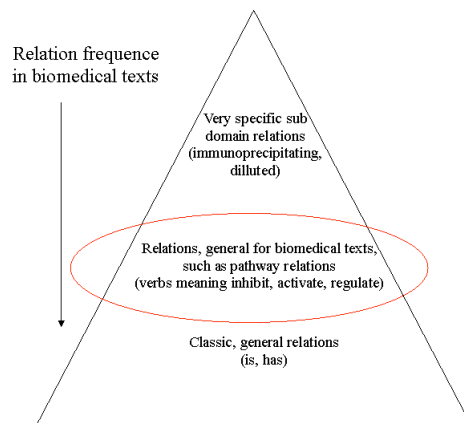 Relation frequence
in biomedical texts
Very specific sub
domain relations
(immunoprecipitating,
dilluted)
Relations, general for biomedical texts,
such as pathway relations
(verbs meaning inhibit, activate, regulate)
Classic, general relations
(is, has)